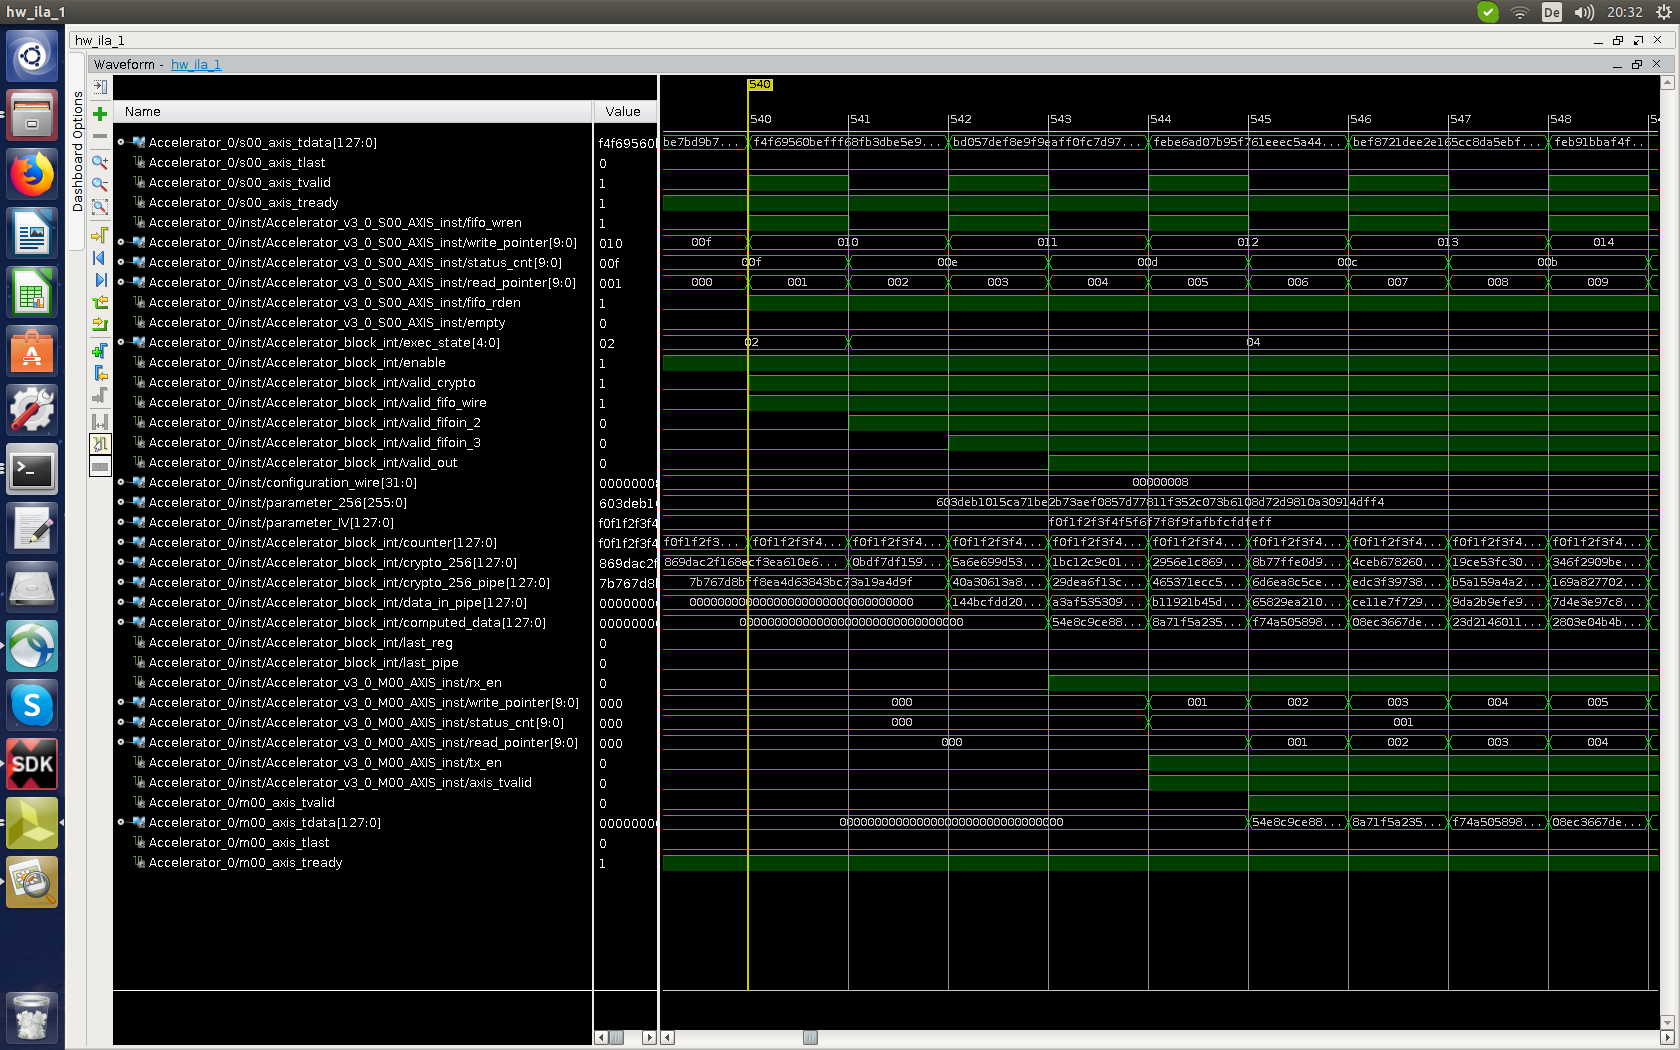 hw_ila_1
De
20:32
hw_ila_1
Waveform - hw_ila_1
Dashboard Options
540
Name Value
540 541 542 543 544 545 546 547 548
Accelerator_0/s00_axis_tdata[127:0] f4f69560 be7bd9b7... f4f69560befff68fb3dbe5e9... bd057def8e9f9eaff0fc7d97... febe6ad07b95f761eeec5a44... bef8721dee2e165cc8da5ebf... feb91bbaf4f...
Accelerator_0/s00_axis_tlast 0
Accelerator_0/s00_axis_tvalid 1
Accelerator_0/s00_axis_tready 1
Accelerator_0/inst/Accelerator_v3_0_S00_AXIS_inst/fifo_wren 1
Accelerator_0/inst/Accelerator_v3_0_S00_AXIS_inst/write_pointer[9:0] 010 00f 010 011 012 013 014
Accelerator_0/inst/Accelerator_v3_0_S00_AXIS_inst/status_cnt[9:0] 00f 00f 00e 00d 00c 00b
Accelerator_0/inst/Accelerator_v3_0_S00_AXIS_inst/read_pointer[9:0] 001 000 001 002 003 004 005 006 007 008 009
Accelerator_0/inst/Accelerator_v3_0_S00_AXIS_inst/fifo_rden 1
Accelerator_0/inst/Accelerator_v3_0_S00_AXIS_inst/empty 0
Accelerator_0/inst/Accelerator_block_int/exec_state[4:0] 02 02 04
Accelerator_0/inst/Accelerator_block_int/enable 1
Accelerator_0/inst/Accelerator_block_int/valid_crypto 1
Accelerator_0/inst/Accelerator_block_int/valid_fifo_wire 1
Accelerator_0/inst/Accelerator_block_int/valid_fifoin_2 0
Accelerator_0/inst/Accelerator_block_int/valid_fifoin_3 0
Accelerator_0/inst/Accelerator_block_int/valid_out 0
Accelerator_0/inst/configuration_wire[31:0] 00000008 00000008
Accelerator_0/inst/parameter_256[255:0] 603deb1 603deb1015ca71be2b73aef0857d77811f352c073b6108d72d9810a30914dff4
Accelerator_0/inst/parameter_IV[127:0] f0f1f2f3f4 f0f1f2f3f4f5f6f7f8f9fafbfcfdfeff
Accelerator_0/inst/Accelerator_block_int/counter[127:0] f0f1f2f3f4 f0f1f2f3... f0f1f2f3f4... f0f1f2f3f4... f0f1f2f3f4... f0f1f2f3f4... f0f1f2f3f4... f0f1f2f3f4... f0f1f2f3f4... f0f1f2f3f4... f0f1f2f3f4...
Accelerator_0/inst/Accelerator_block_int/crypto_256[127:0] 869dac2f 869dac2f168ecf3ea610e6... 0bdf7df159... 5a6e699d53... 1bc12c9c01... 2956e1c869... 8b77ffe0d9... 4ceb678260... 19ce53fc30... 346f2909be...
Accelerator_0/inst/Accelerator_block_int/crypto_256_pipe[127:0] 7b767d8 7b767d8bff8ea4d63843bc73a19a4d9f 40a30613a8... 29dea6f13c... 465371ecc5... 6d6ea8c5ce... edc3f39738... b5a159a4a2... 169a827702...
Accelerator_0/inst/Accelerator_block_int/data_in_pipe[127:0] 0000000 00000000000000000000000000000000 144bcfdd20... a3af535309... b11921b45d... 65829ea210... ce11e7f729... 9da2b9efe9... 7d4e3e97c8...
Accelerator_0/inst/Accelerator_block_int/computed_data[127:0] 0000000 00000000000000000000000000000000 54e8c9ce88... 8a71f5a235... f74a505898... 08ec3667de... 23d2146011... 2803e04b4b...
Accelerator_0/inst/Accelerator_block_int/last_reg 0
Accelerator_0/inst/Accelerator_block_int/last_pipe 0
Accelerator_0/inst/Accelerator_v3_0_M00_AXIS_inst/rx_en 0
Accelerator_0/inst/Accelerator_v3_0_M00_AXIS_inst/write_pointer[9:0] 000 000 001 002 003 004 005
Accelerator_0/inst/Accelerator_v3_0_M00_AXIS_inst/status_cnt[9:0] 000 000 001
Accelerator_0/inst/Accelerator_v3_0_M00_AXIS_inst/read_pointer[9:0] 000 000 001 002 003 004
Accelerator_0/inst/Accelerator_v3_0_M00_AXIS_inst/tx_en 0
Accelerator_0/inst/Accelerator_v3_0_M00_AXIS_inst/axis_tvalid 0
Accelerator_0/m00_axis_tvalid 0
Accelerator_0/m00_axis_tdata[127:0] 0000000 00000000000000000000000000000000 54e8c9ce88... 8a71f5a235... f74a505898... 08ec3667de...
Accelerator_0/m00_axis_tlast 0
Accelerator_0/m00_axis_tready 1
SDK